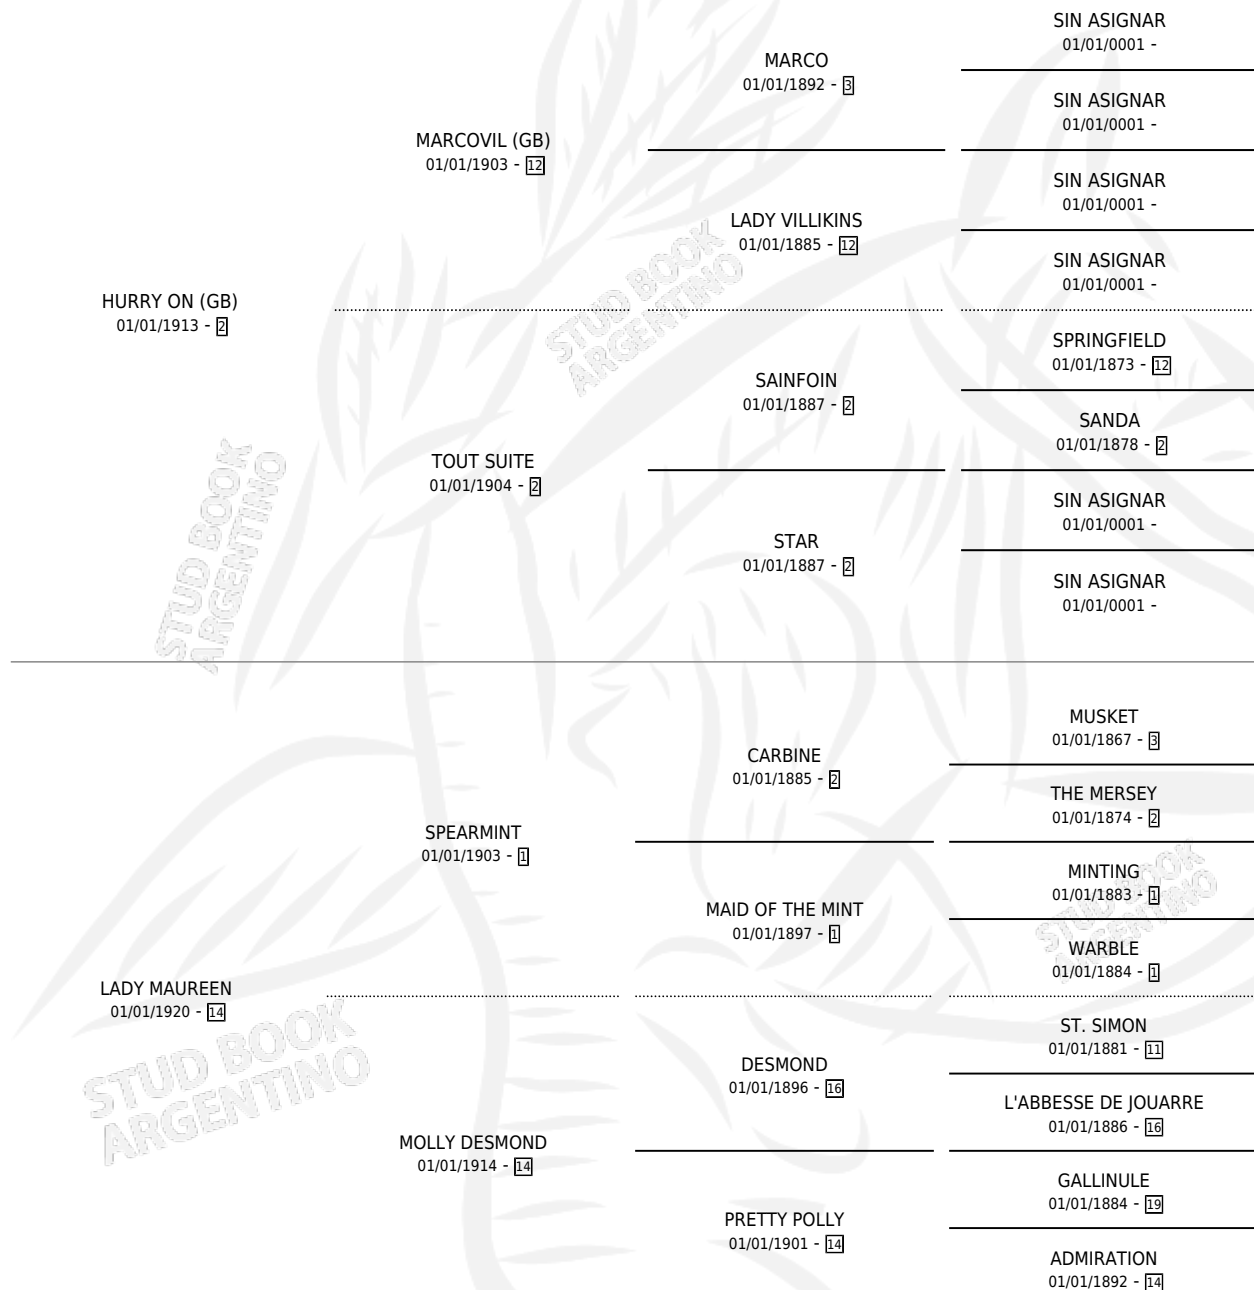 SIN ASIGNAR
01/01/0001 -
MARCO
01/01/1892 - 3
SIN ASIGNAR
01/01/0001 -
MARCOVIL (GB)
01/01/1903 - 12
SIN ASIGNAR
01/01/0001 -
LADY VILLIKINS
01/01/1885 - 12
SIN ASIGNAR
01/01/0001 -
HURRY ON (GB)
01/01/1913 - 2
STUD BOOK
ARGENTINO
SPRINGFIELD
01/01/1873 - 12
SAINFOIN
01/01/1887 - 2
SANDA
01/01/1878 - 2
TOUT SUITE
01/01/1904 - 2
SIN ASIGNAR
01/01/0001 -
STAR
01/01/1887 - 2
SIN ASIGNAR
01/01/0001 -
STUD BOOK
ARGENTINO
MUSKET
01/01/1867 - 3
CARBINE
01/01/1885 - 2
THE MERSEY
01/01/1874 - 2
SPEARMINT
01/01/1903 - 1
MINTING
01/01/1883 - 1
MAID OF THE MINT
01/01/1897 - 1
WARBLE
01/01/1884 - 1
STUD BOOK
ARGENTINO
LADY MAUREEN
01/01/1920 - 14
STUD BOOK
ARGENTINO
ST. SIMON
01/01/1881 - 11
DESMOND
01/01/1896 - 16
L'ABBESSE DE JOUARRE
01/01/1886 - 16
MOLLY DESMOND
01/01/1914 - 14
GALLINULE
01/01/1884 - 19
PRETTY POLLY
01/01/1901 - 14
ADMIRATION
01/01/1892 - 14